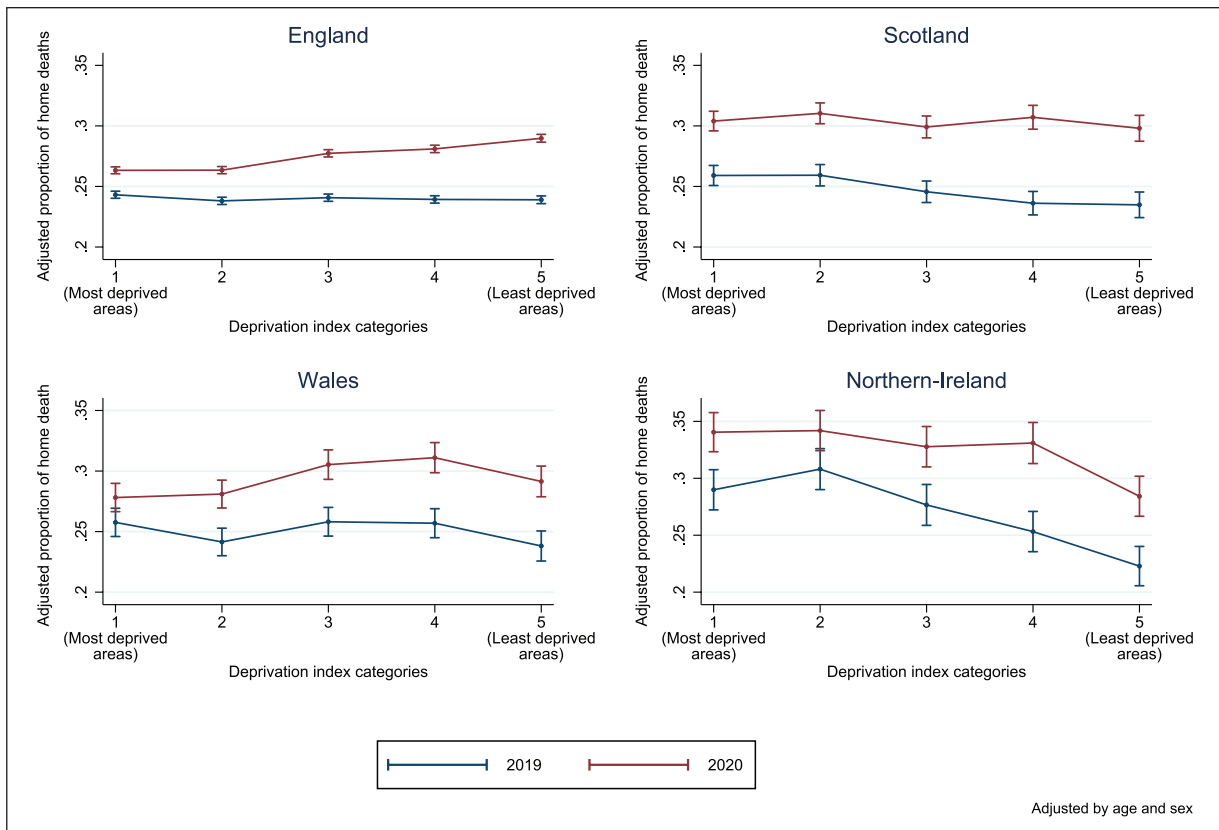 England
Adjusted proportion of home deaths
.35
.3
.25
.2
1
(Most deprived
areas)
2
3
4
5
(Least deprived
areas)
Deprivation index categories
Scotland
Adjusted proportion of home deaths
.35
.3
.25
.2
1
(Most deprived
areas)
2
3
4
5
(Least deprived
areas)
Deprivation index categories
Wales
Adjusted proportion of home death
.35
.3
.25
.2
1
(Most deprived
areas)
2
3
4
5
(Least deprived
areas)
Deprivation index categories
Northern-Ireland
Adjusted proportion of home deaths
.35
.3
.25
.2
1
(Most deprived
areas)
2
3
4
5
(Least deprived
areas)
Deprivation index categories
2019
2020
Adjusted by age and sex